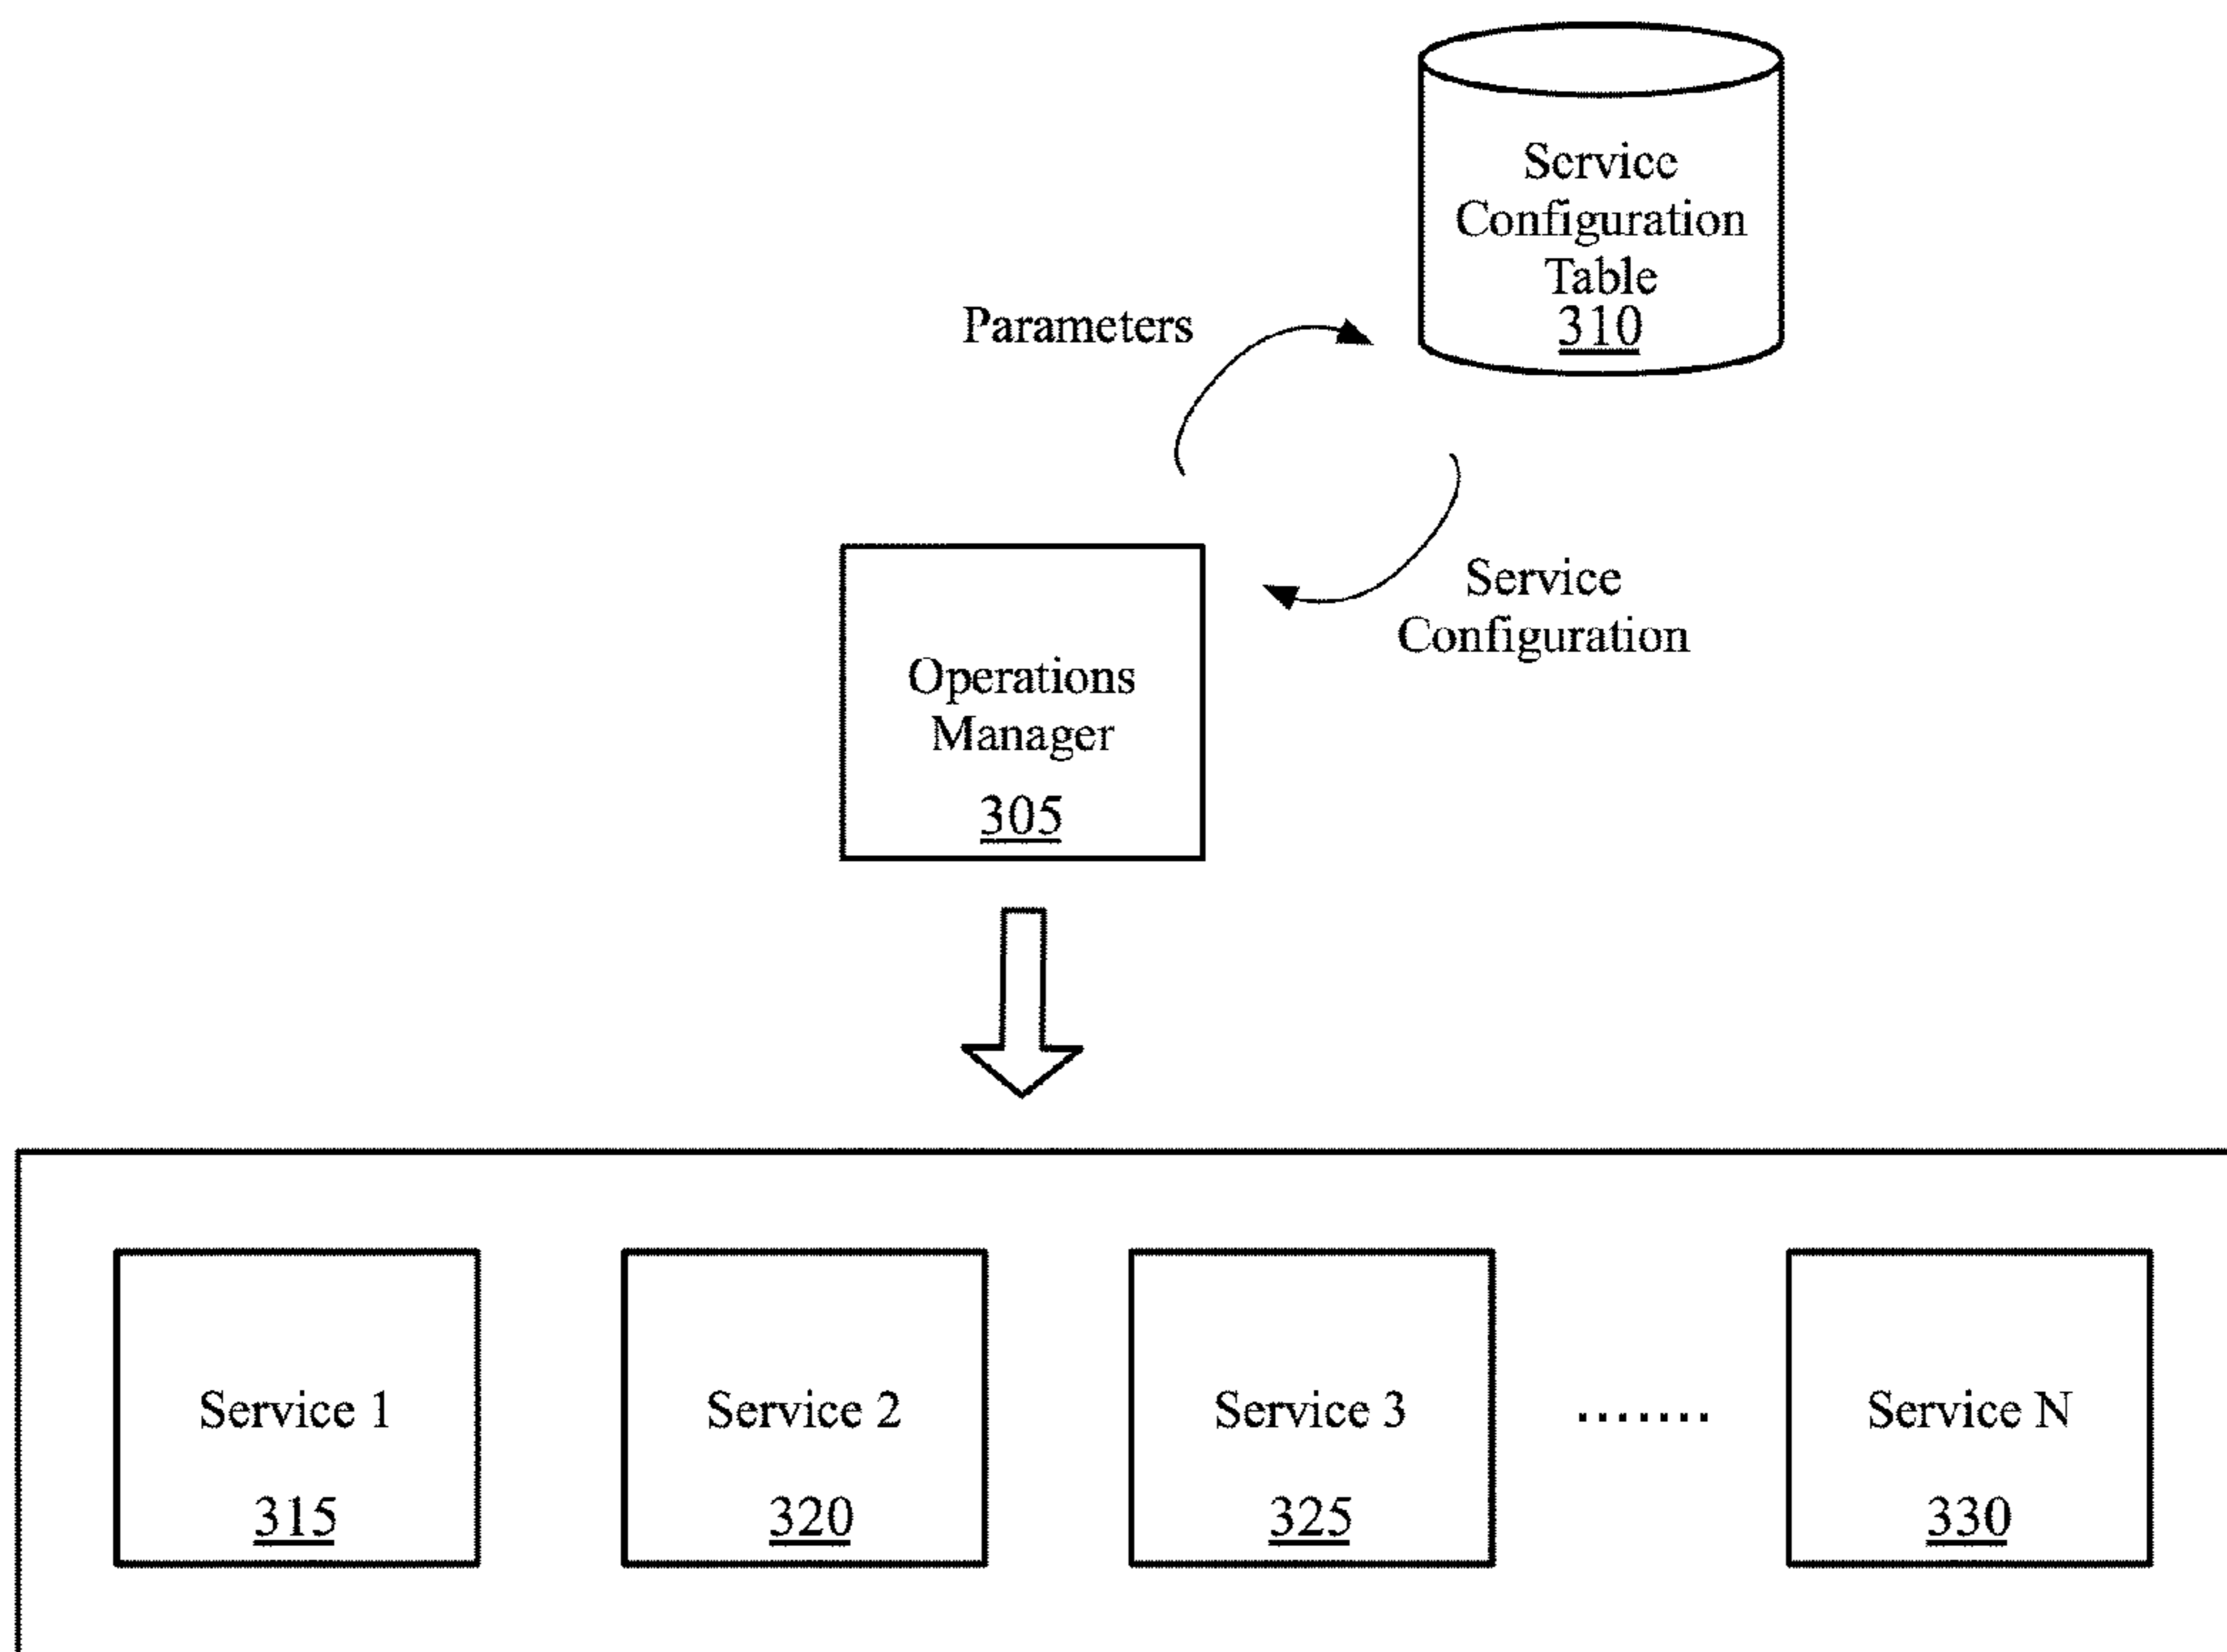 Service
Configuration
Table
310
Parameters
Service
Configuration
Operations
Manager
305
Service 1
Service 2
Service 3
.......
Service N
315
320
325
330